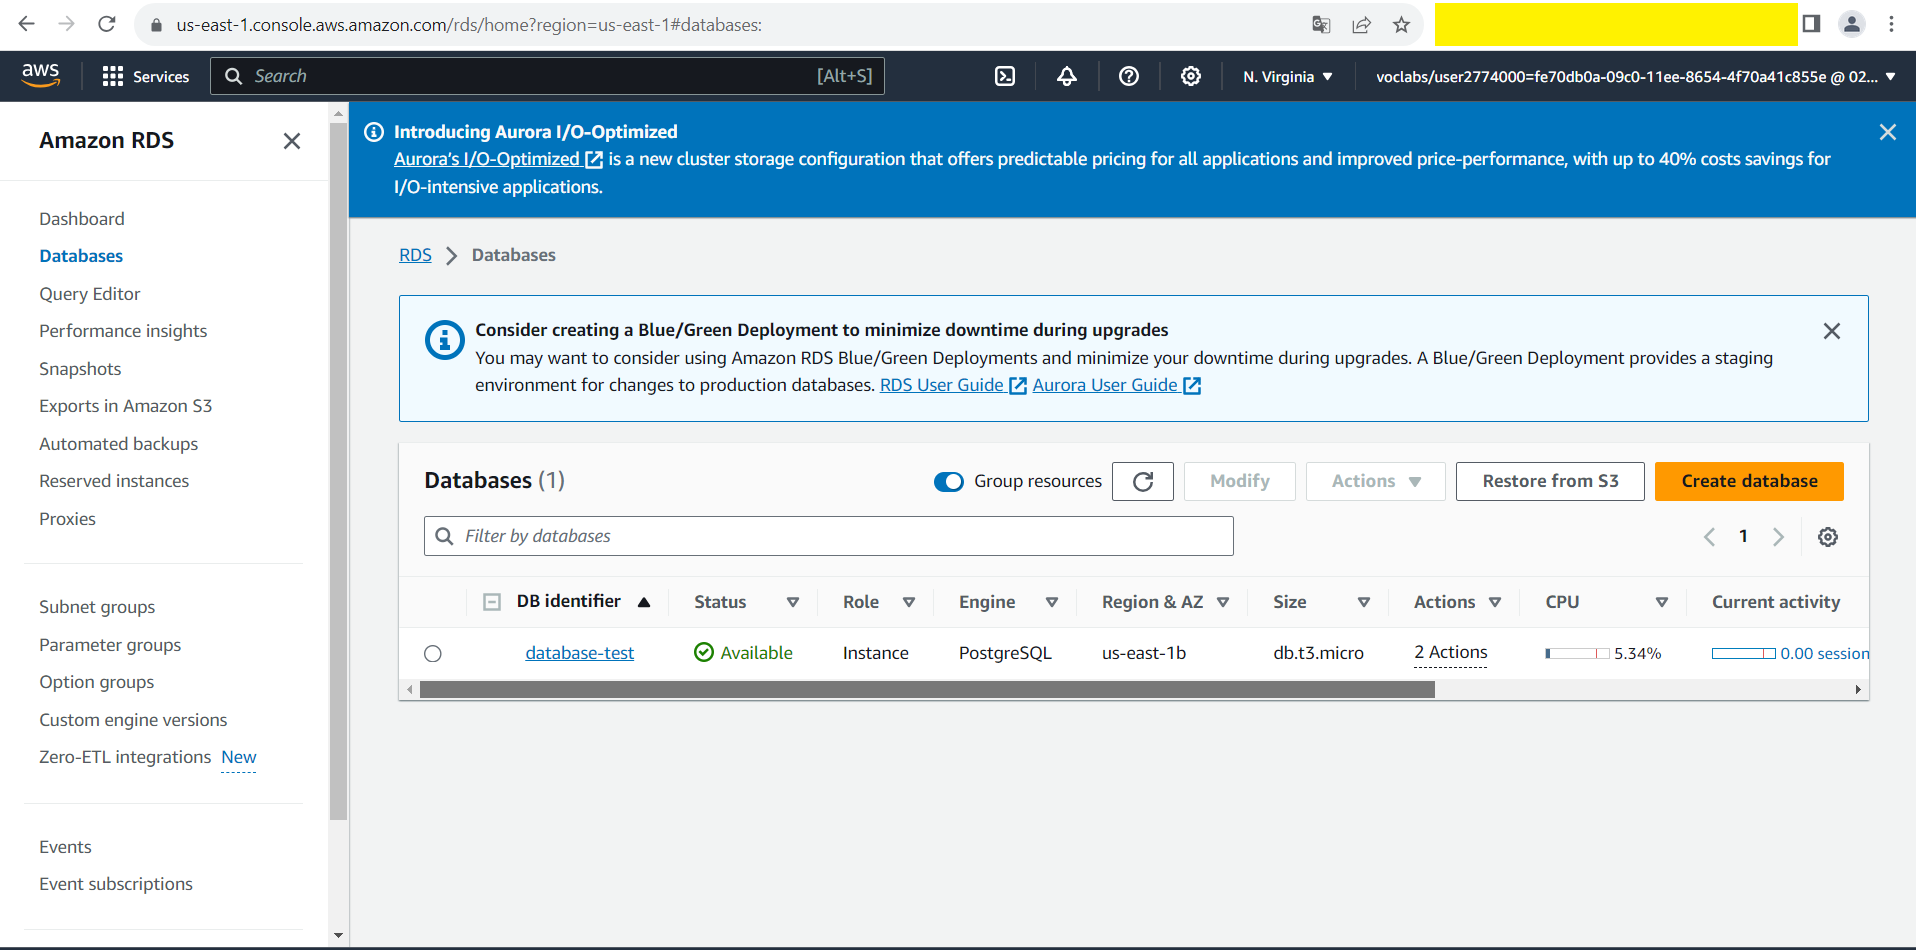 us-east-1.console.aws.amazon.com/rds/home?region=us-east-1#databases:
aws Services Search [Alt+S] N. Virginia voclabs/user2774000=fe70db0a-09c0-11ee-8654-4f70a41c855e @ 02...
Amazon RDS
Dashboard
Databases
Query Editor
Performance insights
Snapshots
Exports in Amazon S3
Automated backups
Reserved instances
Proxies
Subnet groups
Parameter groups
Option groups
Custom engine versions
Zero-ETL integrations New
Events
Event subscriptions
Introducing Aurora I/O-Optimized
Aurora's I/O-Optimized is a new cluster storage configuration that offers predictable pricing for all applications and improved price-performance, with up to 40% costs savings for
I/O-intensive applications.
RDS > Databases
Consider creating a Blue/Green Deployment to minimize downtime during upgrades
You may want to consider using Amazon RDS Blue/Green Deployments and minimize your downtime during upgrades. A Blue/Green Deployment provides a staging
environment for changes to production databases. RDS User Guide Aurora User Guide
Databases (1) Group resources Modify Actions Restore from S3 Create database
Filter by databases 1
DB identifier Status Role Engine Region & AZ Size Actions CPU Current activity
database-test Available Instance PostgreSQL us-east-1b db.t3.micro 2 Actions 5.34% 0.00 session